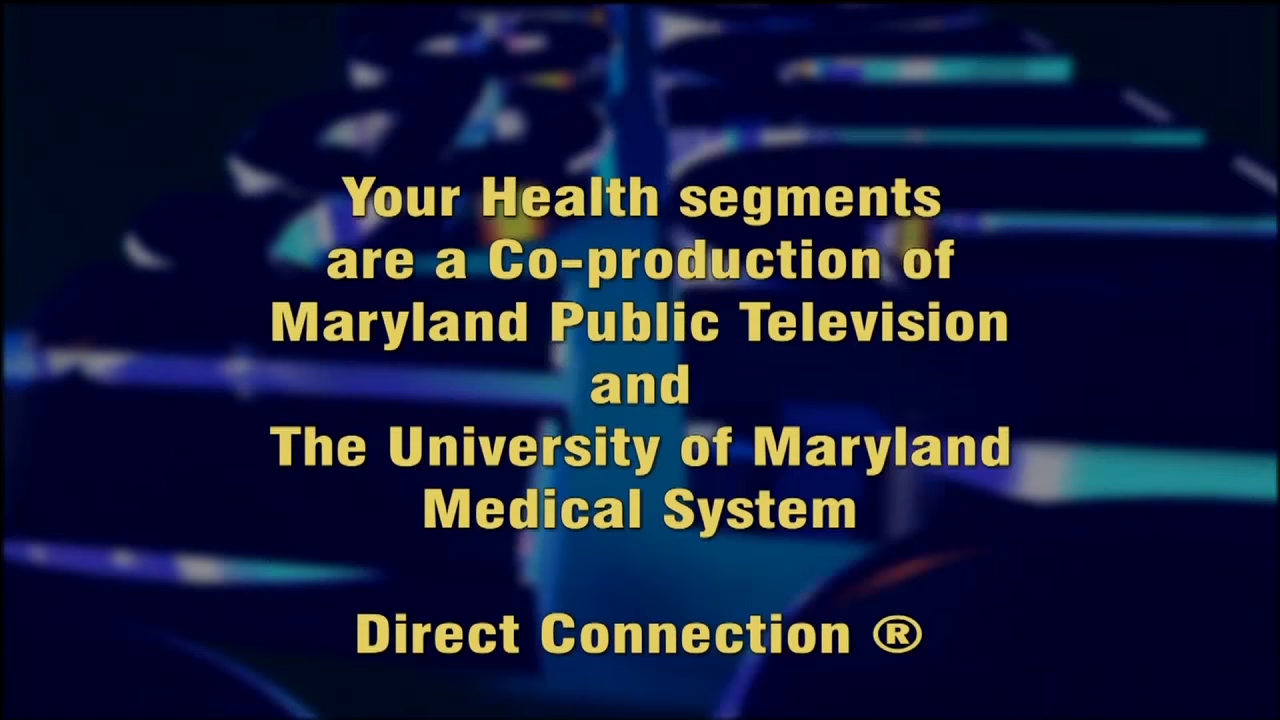 Your Health segments
are a Co-production of
Maryland Public Television
and
The University of Maryland
Medical System
Direct Connection ®